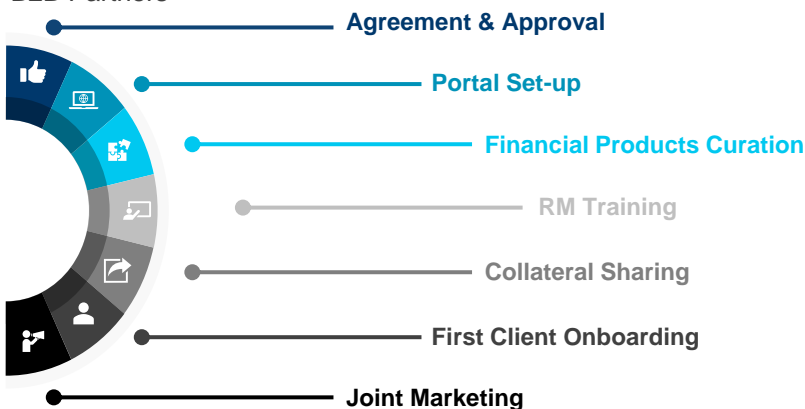 Agreement & Approval
Portal Set-up
Financial Products Curation
RM Training
Collateral Sharing
First Client Onboarding
Joint Marketing